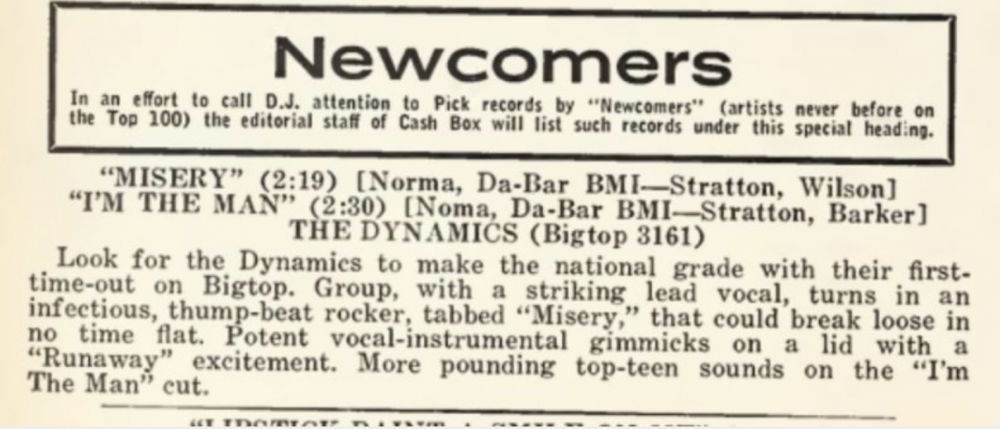 Newcomers
In an effort to call D.J. attention to Pick records by "Newcomers" (artists never before on
the Top 100) the editorial staff of Cash Box will list such records under this special heading.
"MISERY" (2:19) [Norma, Da-Bar BMI—Stratton, Wilson]
"I'M THE MAN" (2:30) [Noma, Da-Bar BMI—Stratton, Barker]
THE DYNAMICS (Bigtop 3161)
Look for the Dynamics to make the national grade with their first-
time-out on Bigtop. Group, with a striking lead vocal, turns in an
infectious, thump-beat rocker, tabbed "Misery," that could break loose in
no time flat. Potent vocal-instrumental gimmicks on a lid with a
"Runaway" excitement. More pounding top-teen sounds on the "I'm
The Man" cut.